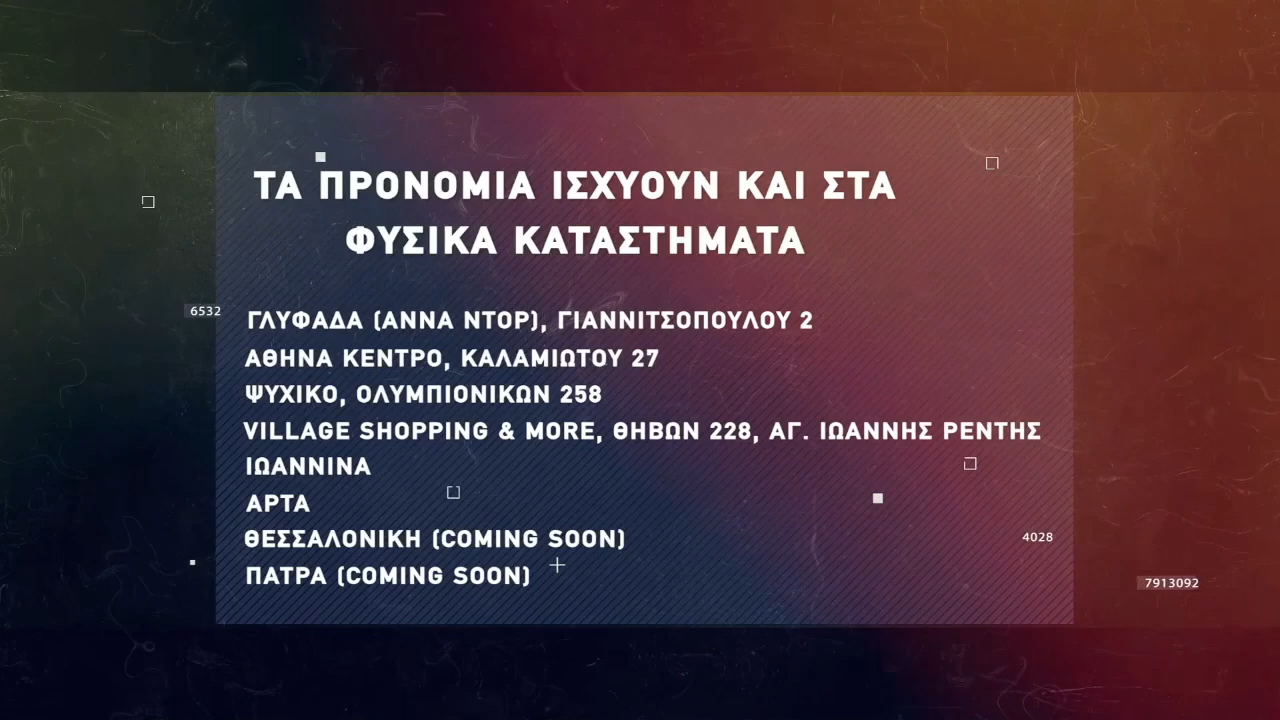 ΤΑ ΠΡΟΝΟΜΙΑ ΙΣΧΥΟΥΝ ΚΑΙ ΣΤΑ
ΦΥΣΙΚΑ ΚΑΤΑΣΤΗΜΑΤΑ
6532
ΓΛΥΦΑΔΑ (ΑΝΝΑ ΝΤΟΡ), ΓΙΑΝΝΙΤΣΟΠΟΥΛΟΥ 2
ΑΘΗΝΑ ΚΕΝΤΡΟ, ΚΑΛΑΜΙΩΤΟΥ 27
ΨΥΧΙΚΟ, ΟΛΥΜΠΙΟΝΙΚΩΝ 258
VILLAGE SHOPPING & MORE, ΘΗΒΩΝ 228, ΑΓ. ΙΩΑΝΝΗΣ ΡΕΝΤΗΣ
ΙΩΑΝΝΙΝΑ
ΑΡΤΑ
ΘΕΣΣΑΛΟΝΙΚΗ (COMING SOON)
4028
ΠΑΤΡΑ (COMING SOON)
7913092